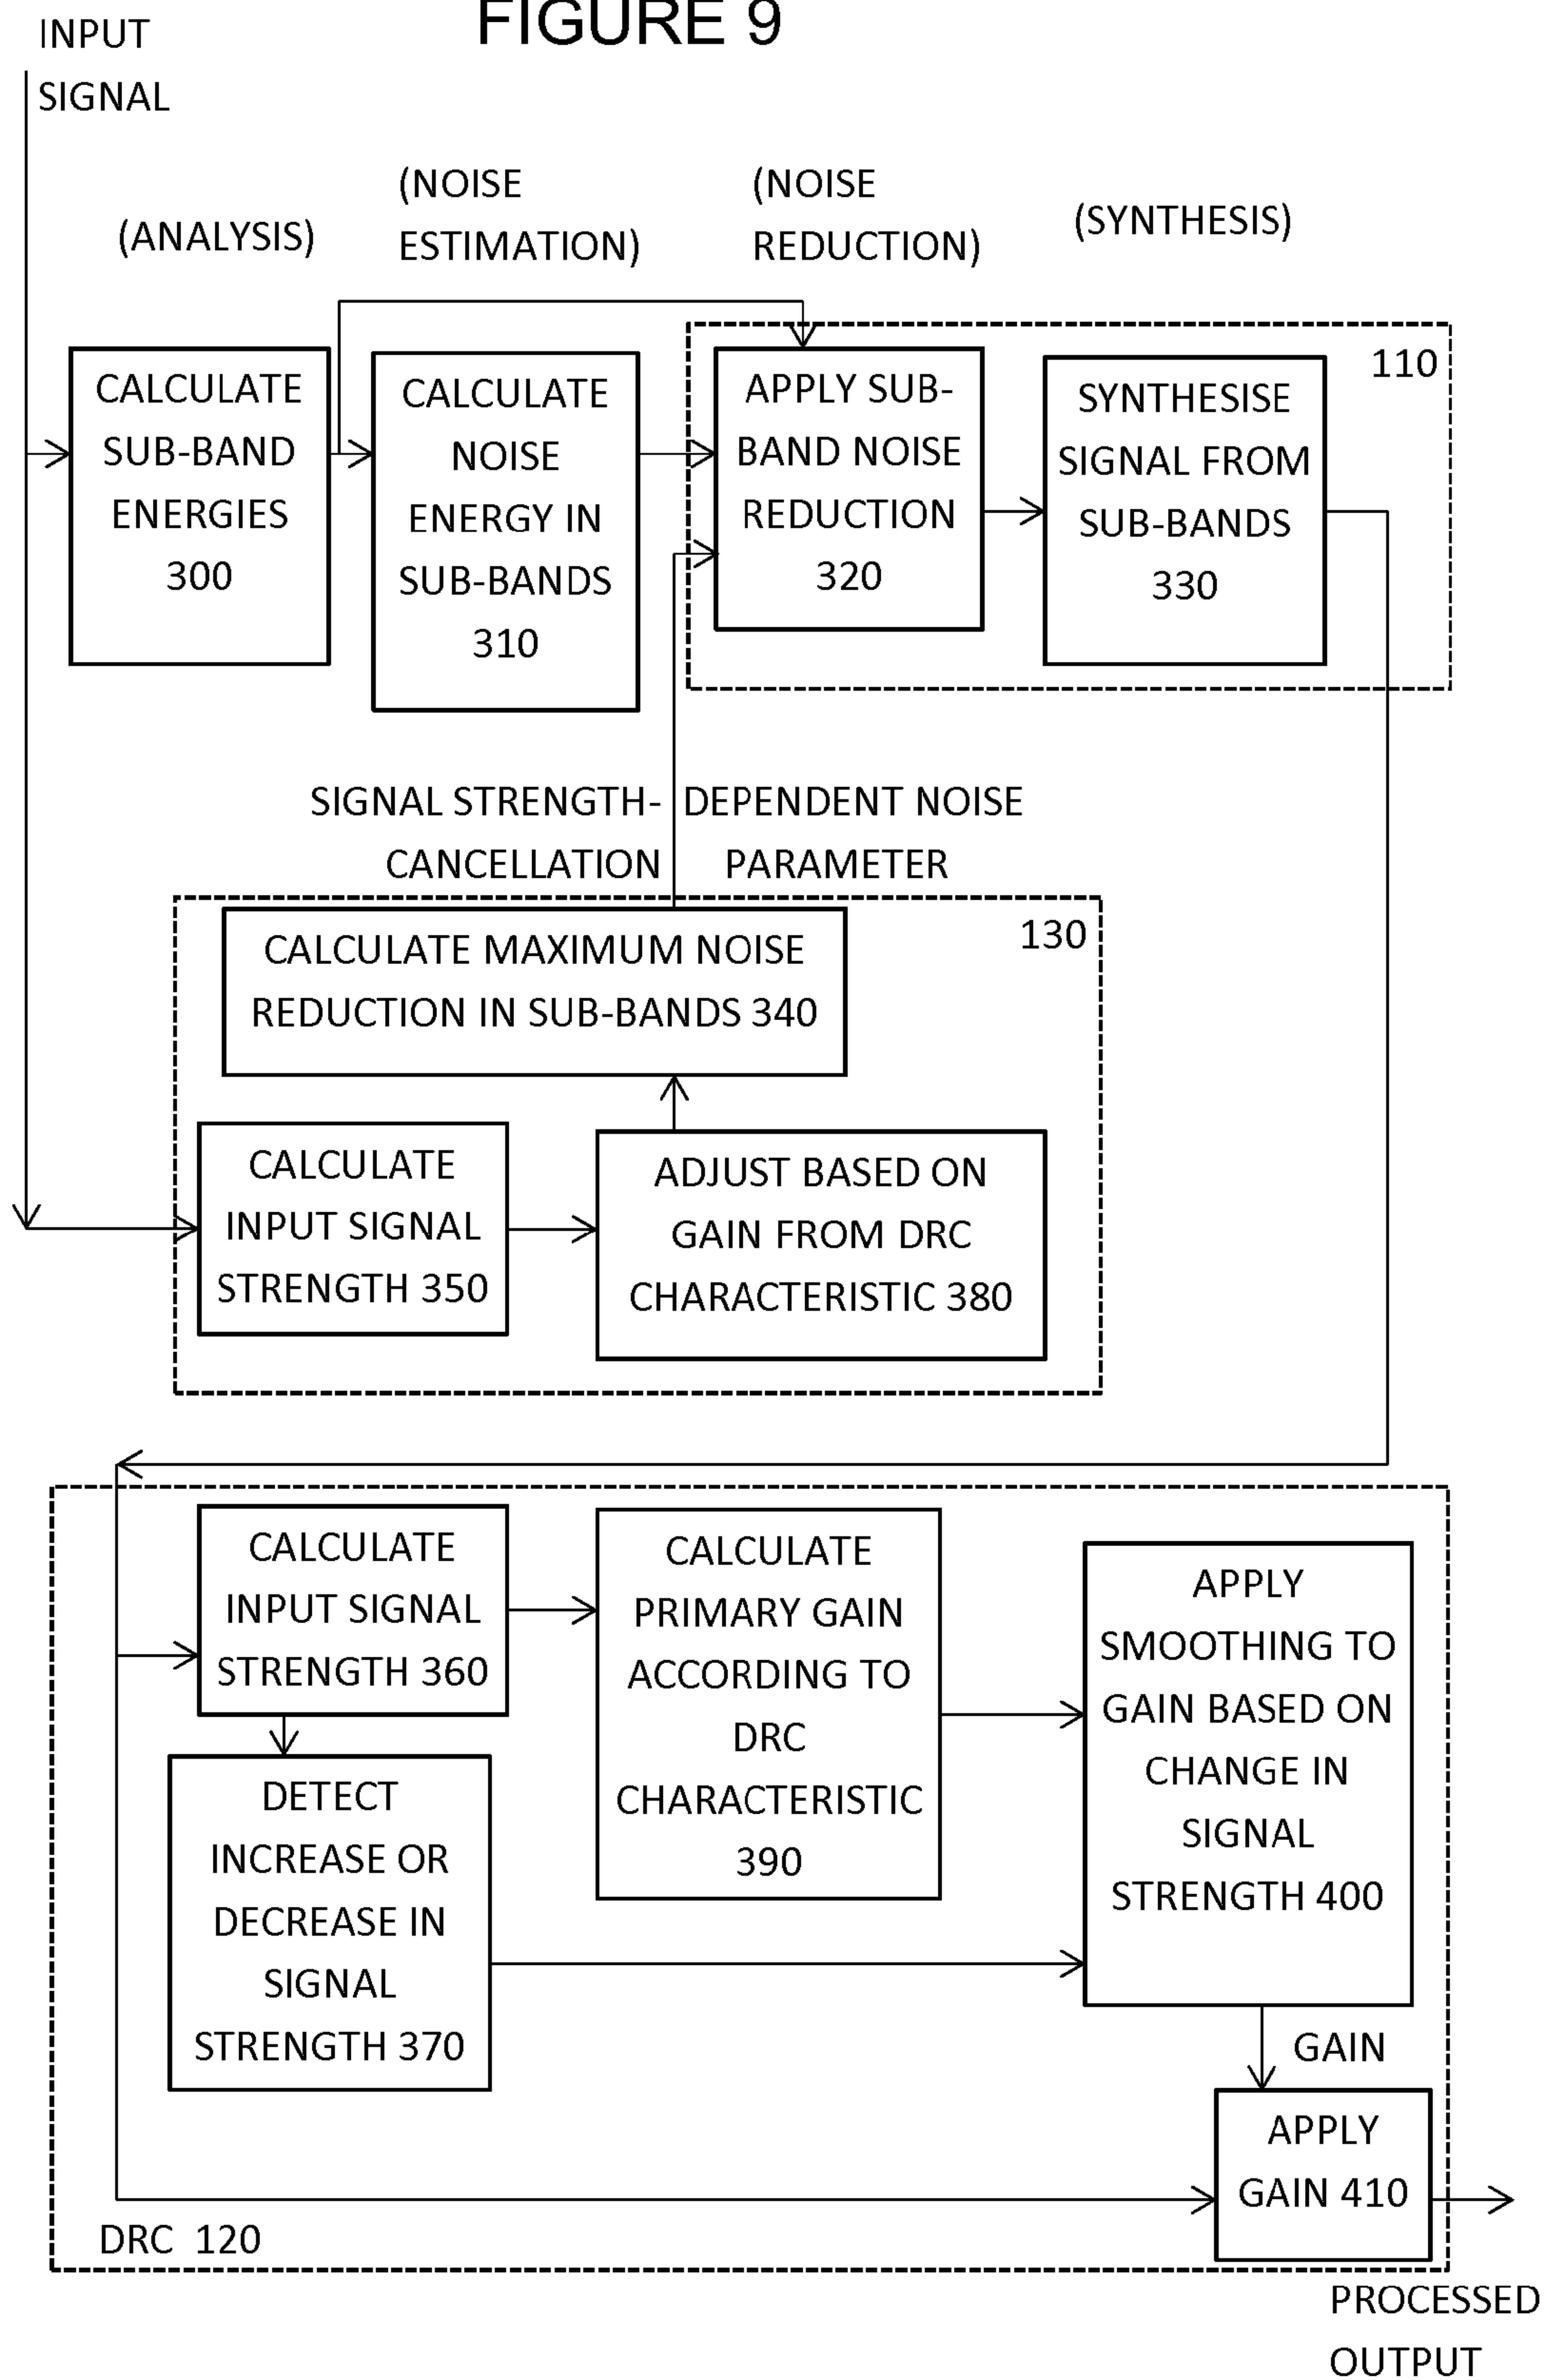 FIGURE 9
INPUT
SIGNAL
(ANALYSIS)
(NOISE
ESTIMATION)
(NOISE
REDUCTION)
(SYNTHESIS)
CALCULATE
SUB-BAND
ENERGIES
300
CALCULATE
NOISE
ENERGY IN
SUB-BANDS
310
APPLY SUB-
BAND NOISE
REDUCTION
320
SYNTHESISE
SIGNAL FROM
SUB-BANDS
330
110
SIGNAL STRENGTH- DEPENDENT NOISE
CANCELLATION PARAMETER
130
CALCULATE MAXIMUM NOISE
REDUCTION IN SUB-BANDS 340
CALCULATE
INPUT SIGNAL
STRENGTH 350
ADJUST BASED ON
GAIN FROM DRC
CHARACTERISTIC 380
CALCULATE
INPUT SIGNAL
STRENGTH 360
CALCULATE
PRIMARY GAIN
ACCORDING TO
DRC
CHARACTERISTIC
390
APPLY
SMOOTHING TO
GAIN BASED ON
CHANGE IN
SIGNAL
STRENGTH 400
DETECT
INCREASE OR
DECREASE IN
SIGNAL
STRENGTH 370
GAIN
APPLY
GAIN 410
DRC 120
PROCESSED
OUTPUT